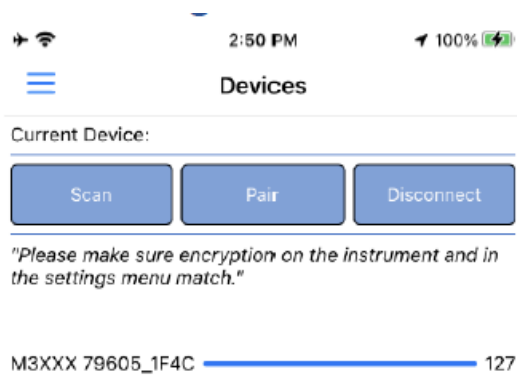 2:50 PM 100%
Devices
Current Device:
Scan Pair Disconnect
"Please make sure encryption on the instrument and in
the settings menu match."
M3XXX 79605_1F4C 127